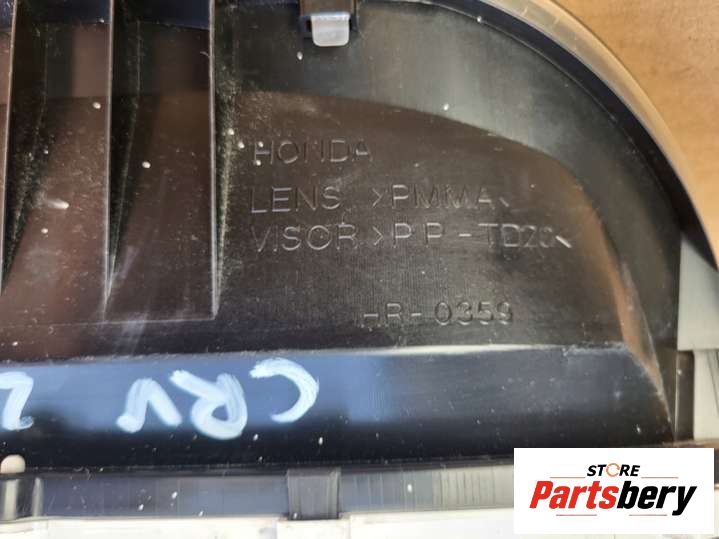 HONDA
LENS >PMMA<
VISOR >PP-TD20<
HR-0359
CRV
STORE
Partsbery